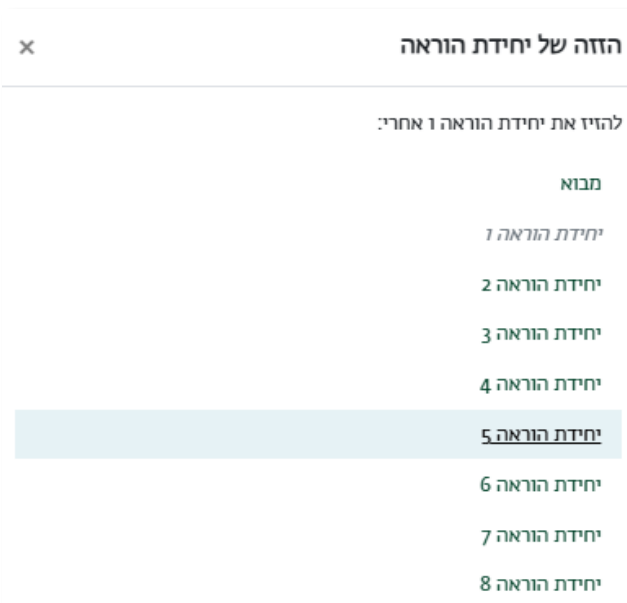 הזזה של יחידת הוראה
×
להזיז את יחידת הוראה 1 אחרי:
מבוא
יחידת הוראה 1
יחידת הוראה 2
יחידת הוראה 3
יחידת הוראה 4
יחידת הוראה 5
יחידת הוראה 6
יחידת הוראה 7
יחידת הוראה 8